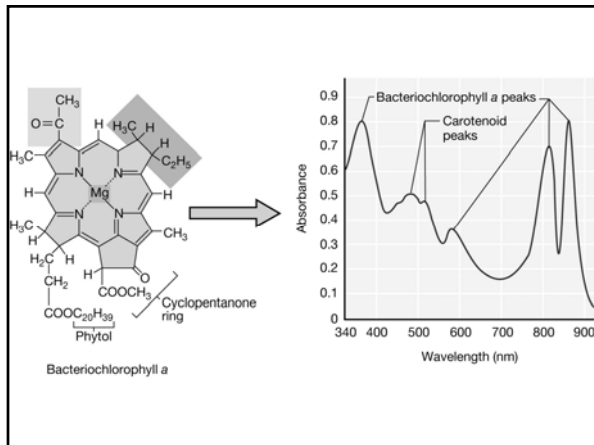 CH₃
O=C
H
H₃C
H
H
C₂H₅
H₃C
N
N
H
Mg
H
N
N
H₃C
CH₃
H
H₂C
H
O
CH₂
COOCH₃
Cyclopentanone
ring
COOC₂₀H₃₉
Phytol
Bacteriochlorophyll a
Bacteriochlorophyll a peaks
Carotenoid
peaks
Absorbance
0.9
0.8
0.7
0.6
0.5
0.4
0.3
0.2
0.1
0
340 400 500 600 700 800 900
Wavelength (nm)